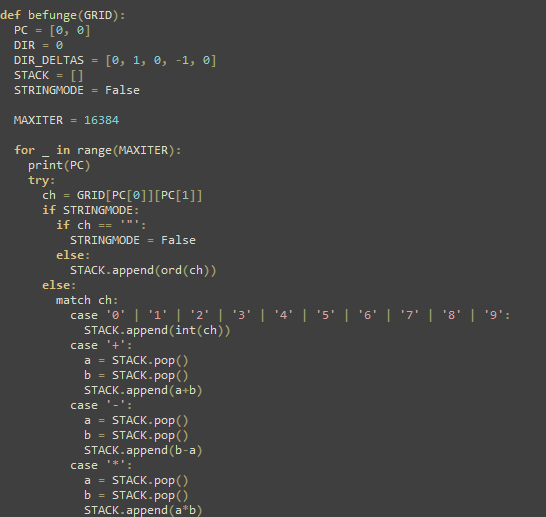 def befunge(GRID):
  PC = [0, 0]
  DIR = 0
  DIR_DELTAS = [0, 1, 0, -1, 0]
  STACK = []
  STRINGMODE = False

  MAXITER = 16384

  for _ in range(MAXITER):
    print(PC)
    try:
      ch = GRID[PC[0]][PC[1]]
      if STRINGMODE:
        if ch == '"':
          STRINGMODE = False
        else:
          STACK.append(ord(ch))
      else:
        match ch:
          case '0' | '1' | '2' | '3' | '4' | '5' | '6' | '7' | '8' | '9':
            STACK.append(int(ch))
          case '+':
            a = STACK.pop()
            b = STACK.pop()
            STACK.append(a+b)
          case '-':
            a = STACK.pop()
            b = STACK.pop()
            STACK.append(b-a)
          case '*':
            a = STACK.pop()
            b = STACK.pop()
            STACK.append(a*b)